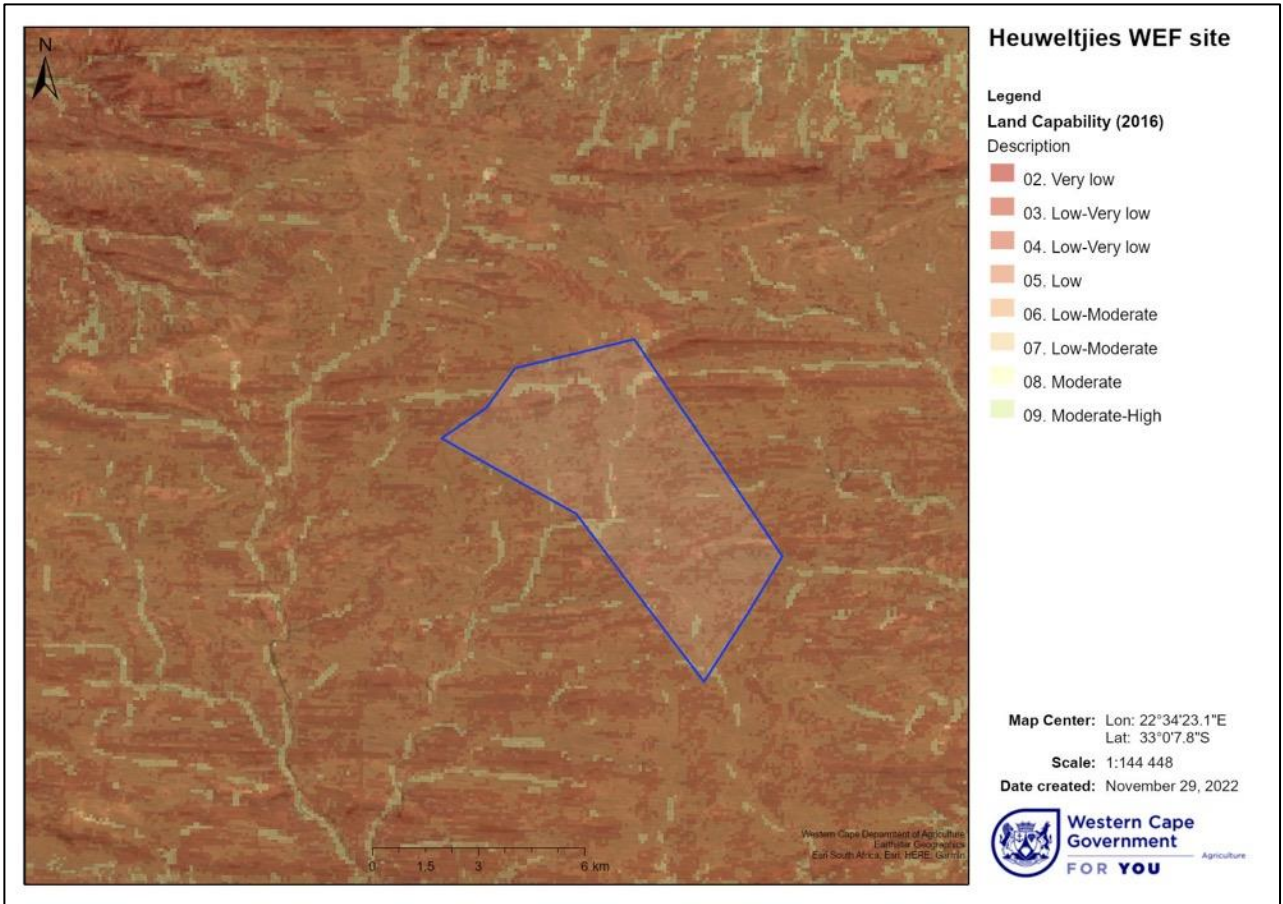 N
Heuweltjies WEF site
Legend
Land Capability (2016)
Description
02. Very low
03. Low-Very low
04. Low-Very low
05. Low
06. Low-Moderate
07. Low-Moderate
08. Moderate
09. Moderate-High
Map Center: Lon: 22°34'23.1"E
Lat: 33°0'7.8"S
Scale: 1:144 448
Date created: November 29, 2022
Western Cape
Government
Agriculture
FOR YOU
Western Cape Department of Agriculture
Earthstar Geographics
Esri South Africa, Esri, HERE, Garmin
0 1.5 3 6 km